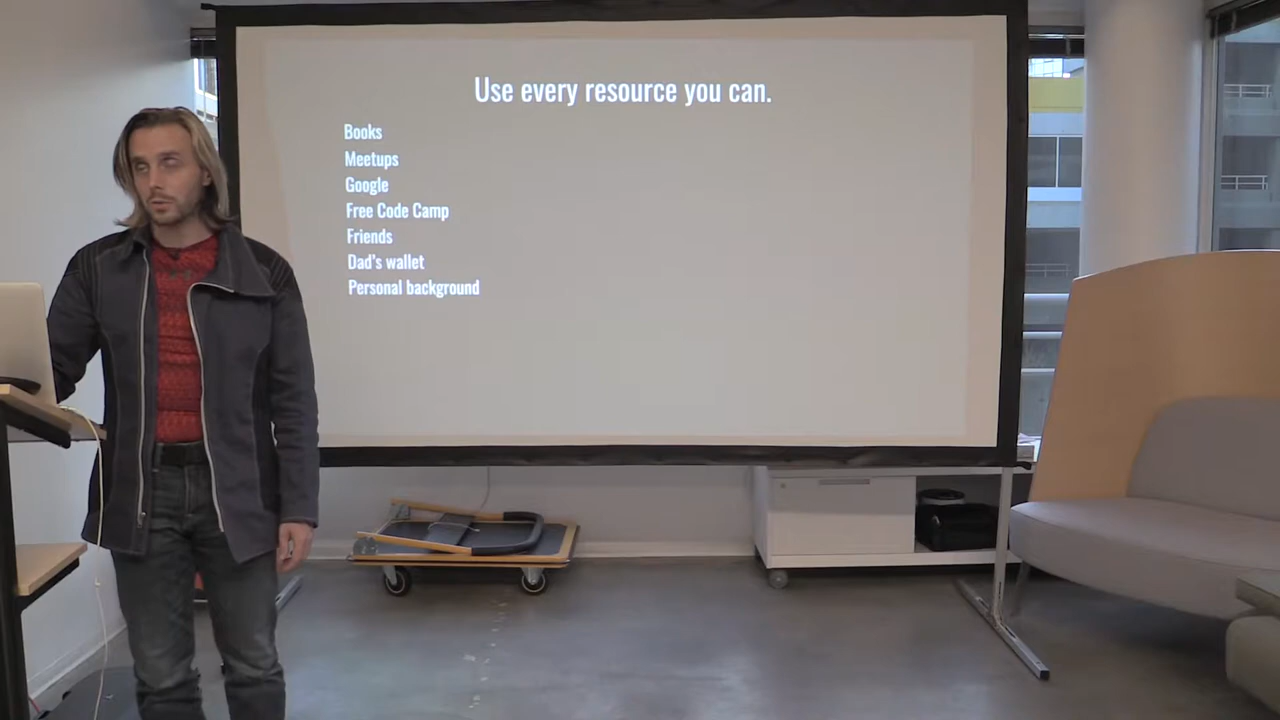 Use every resource you can.
Books
Meetups
Google
Free Code Camp
Friends
Dad's wallet
Personal background